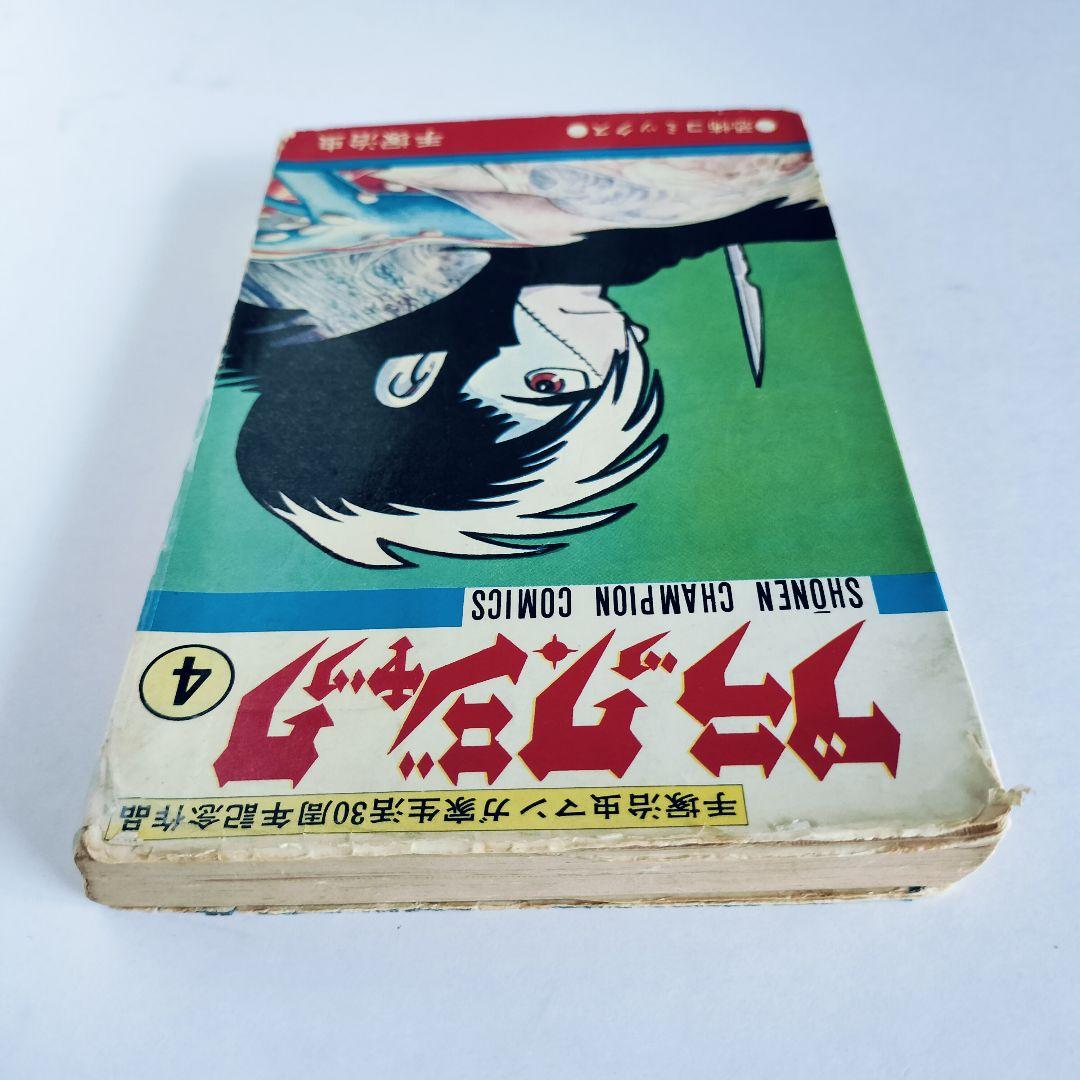 手塚治虫マンガ家生活30周年記念作品
ブラック・ジャック
4
SHŌNEN CHAMPION COMICS
●恐怖コミックス●
手塚治虫